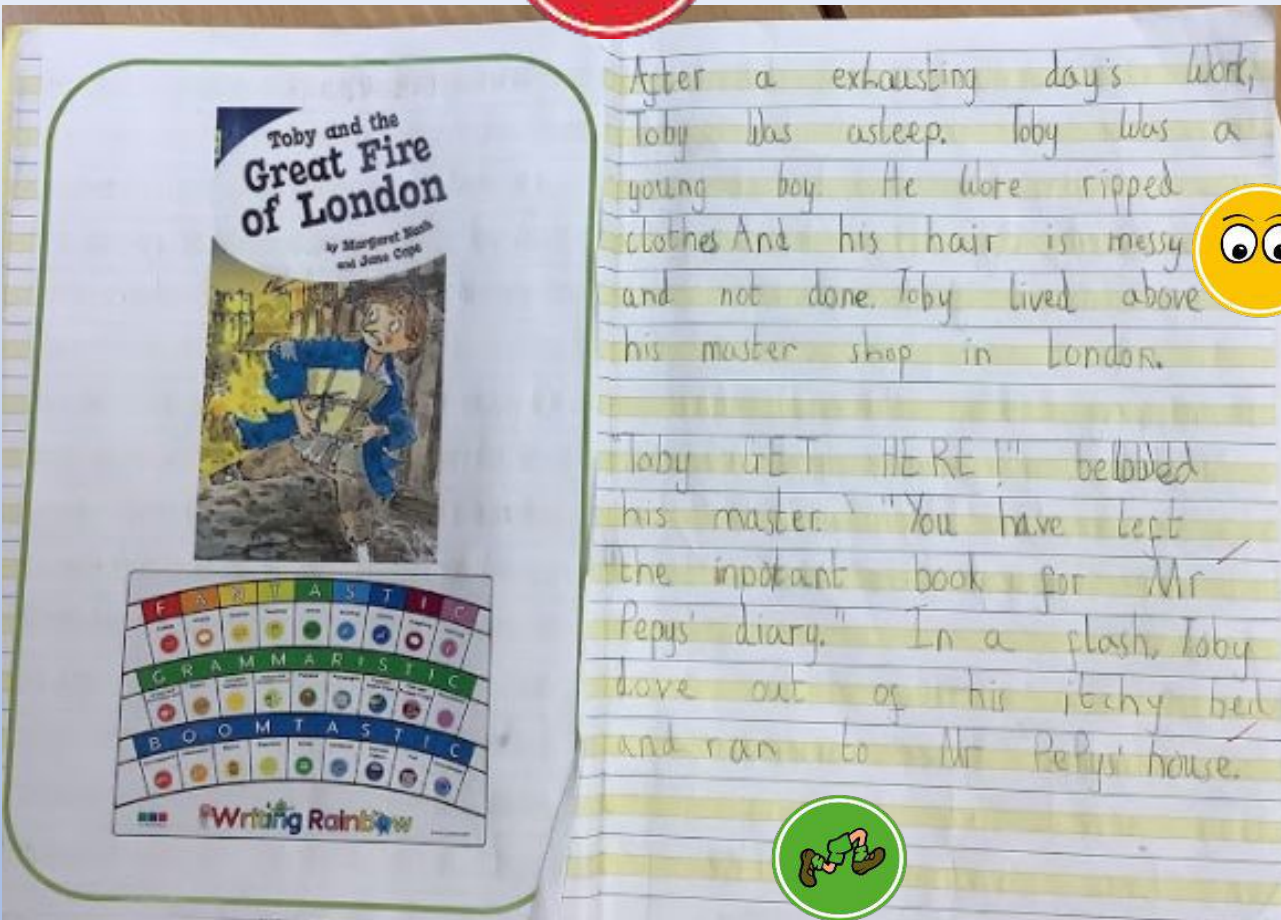 Toby and the
Great Fire
of London
by Margaret Nash
and Jane Cope
F A N T A S T I C
G R A M M A R I S T I C
B O O M T A S T I C
The Writing Rainbow
After a exhausting day's work,
Toby was asleep. Toby was a
young boy. He wore ripped
clothes And his hair is messy
and not done. Toby lived above
his master shop in London.
"Toby GET HERE!" bellowed
his master. "You have left
"the inpotant book for Mr
Pepys' diary." In a flash, Toby
dove out of his itchy bed
and ran to Mr PePys' house.